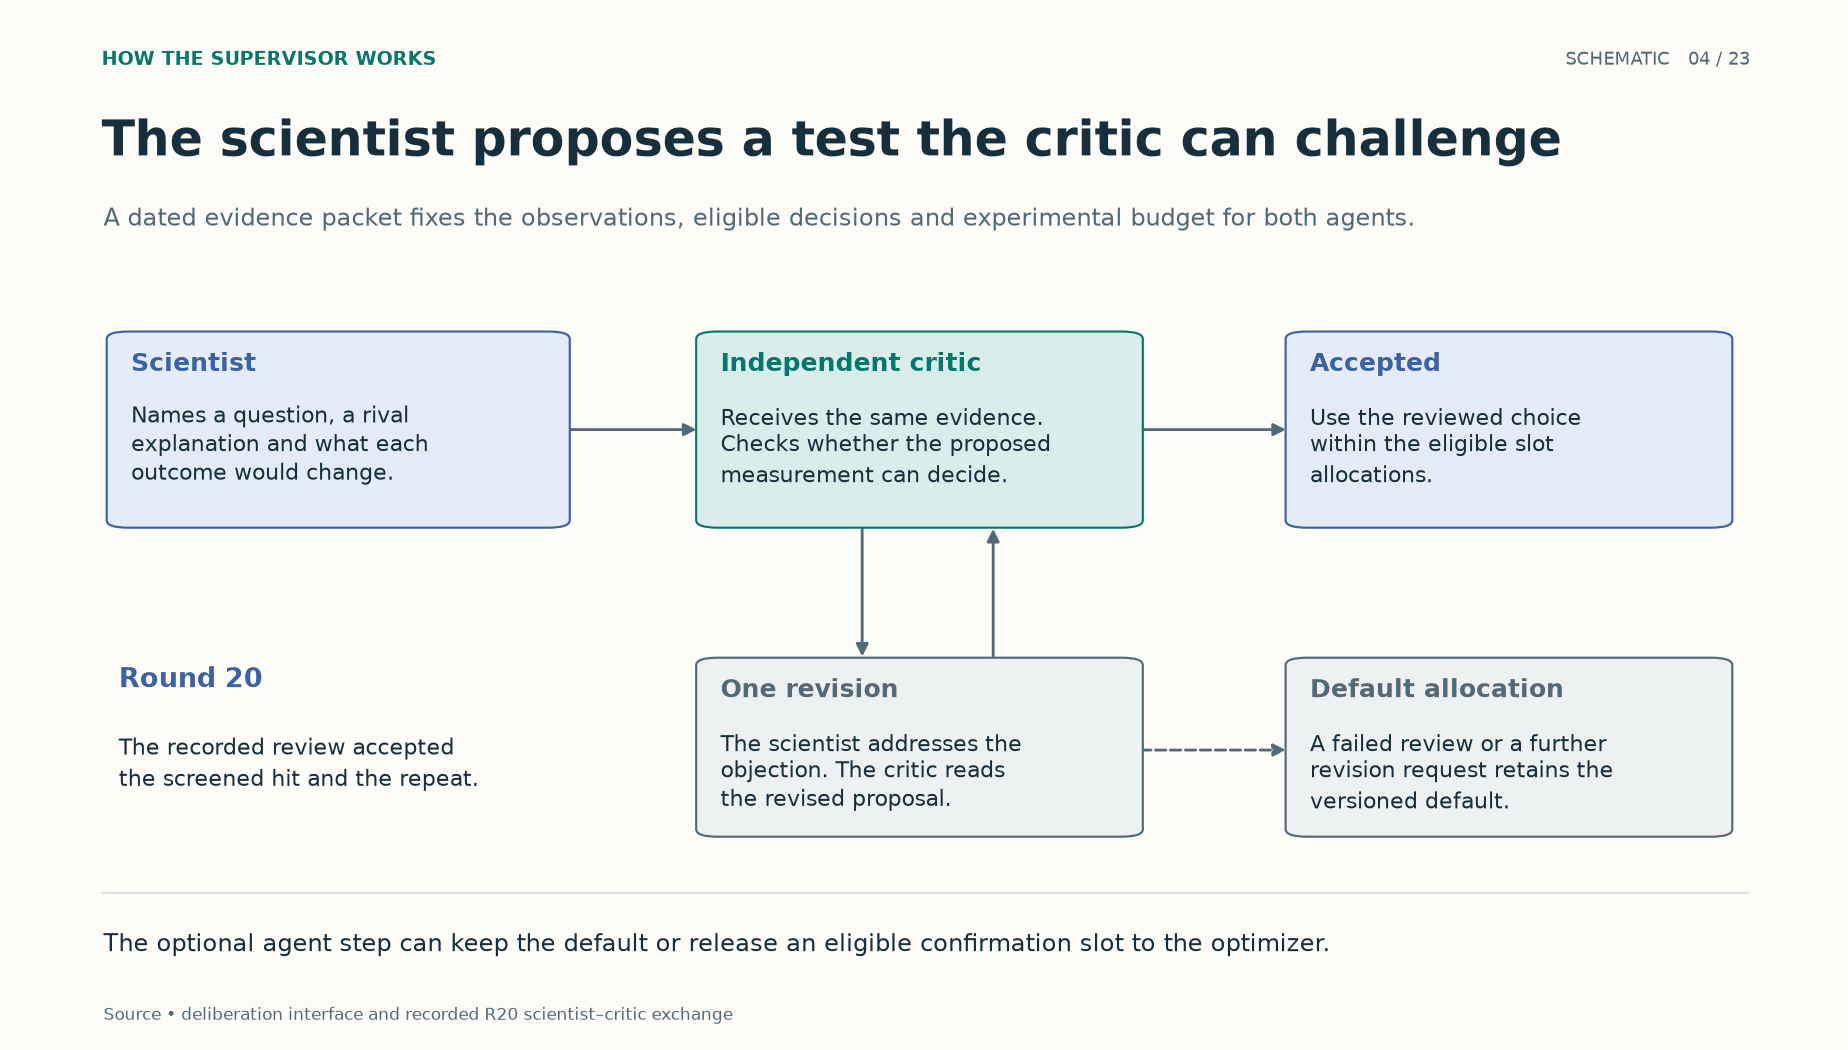 HOW THE SUPERVISOR WORKS
SCHEMATIC 04 / 23
The scientist proposes a test the critic can challenge
A dated evidence packet fixes the observations, eligible decisions and experimental budget for both agents.
Scientist
Names a question, a rival
explanation and what each
outcome would change.
Independent critic
Receives the same evidence.
Checks whether the proposed
measurement can decide.
Accepted
Use the reviewed choice
within the eligible slot
allocations.
Round 20
The recorded review accepted
the screened hit and the repeat.
One revision
The scientist addresses the
objection. The critic reads
the revised proposal.
Default allocation
A failed review or a further
revision request retains the
versioned default.
The optional agent step can keep the default or release an eligible confirmation slot to the optimizer.
Source • deliberation interface and recorded R20 scientist–critic exchange